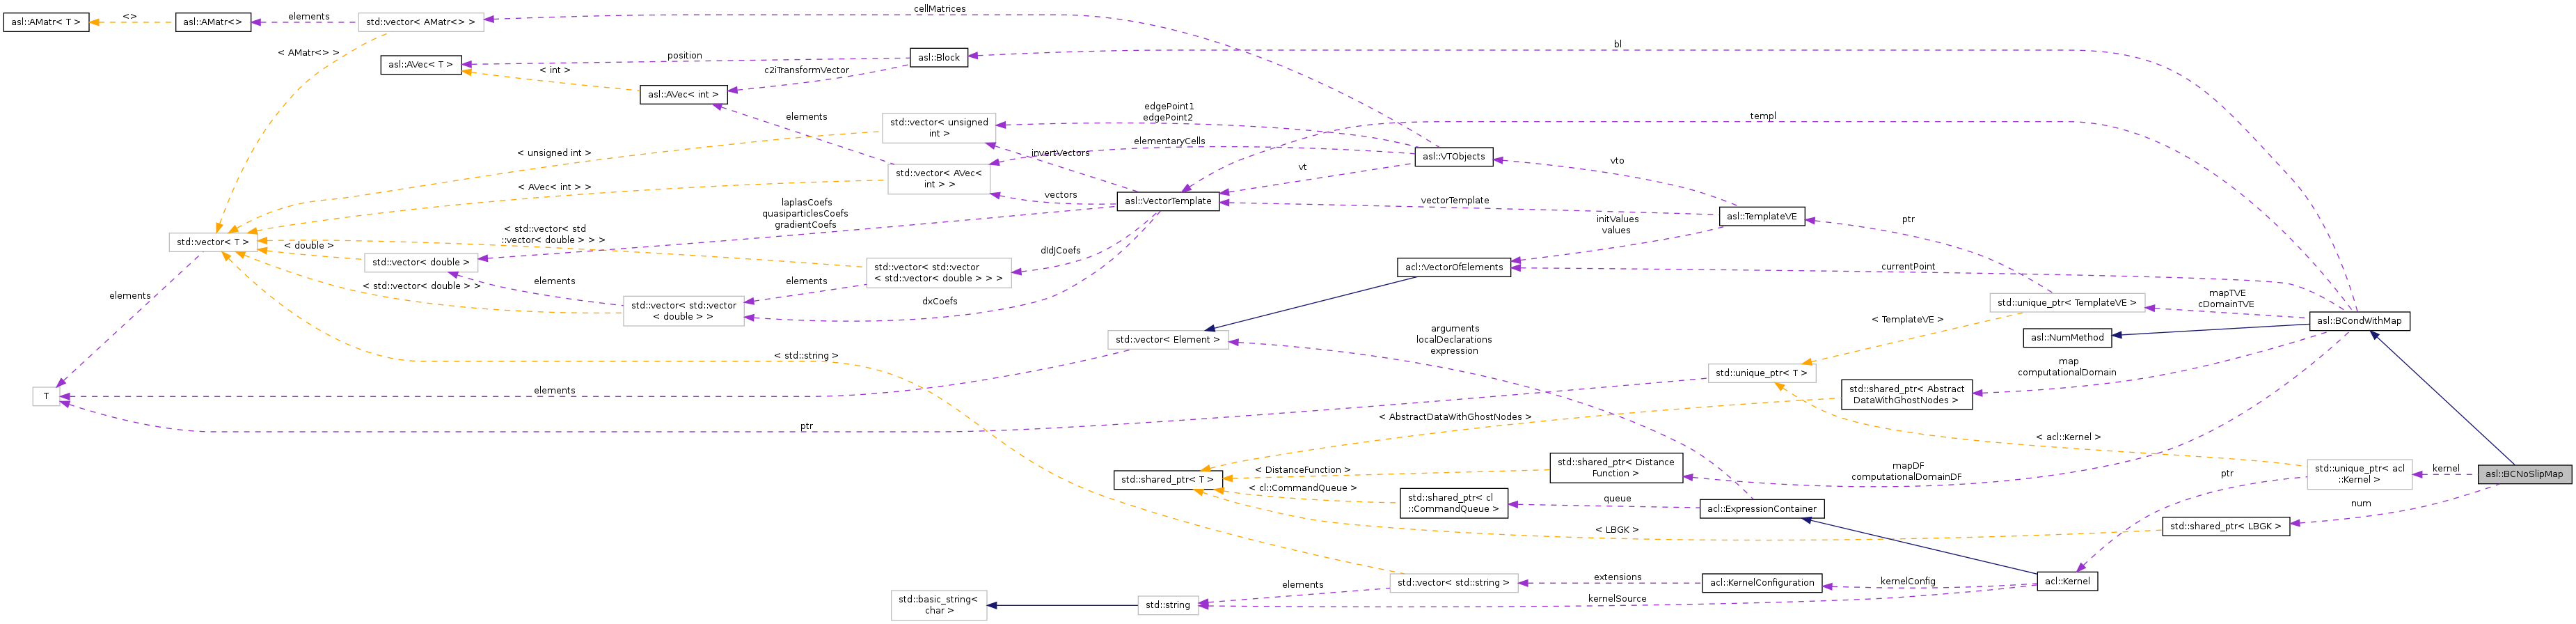 cellMatrices
asl::AMatr< T >
<>
asl::AMatr<>
elements
std::vector< AMatr<> >
bl
< AMatr<> >
asl::AVec< T >
position
asl::Block
c2iTransformVector
< int >
asl::AVec< int >
edgePoint1
edgePoint2
templ
elements
std::vector< unsigned
int >
elementaryCells
< unsigned int >
invertVectors
asl::VTObjects
vto
std::vector< AVec<
int > >
vt
< AVec< int > >
vectors
asl::VectorTemplate
vectorTemplate
laplasCoefs
quasiparticlesCoefs
gradientCoefs
asl::TemplateVE
ptr
initValues
values
< std::vector< std
::vector< double > > >
std::vector< T >
< double >
dIdJCoefs
std::vector< double >
std::vector< std::vector
< std::vector< double > > >
acl::VectorOfElements
currentPoint
elements
elements
< std::vector< double > >
elements
std::vector< std::vector
< double > >
dxCoefs
mapTVE
cDomainTVE
std::unique_ptr< TemplateVE >
< TemplateVE >
asl::BCondWithMap
arguments
localDeclarations
expression
std::vector< Element >
asl::NumMethod
< std::string >
map
computationalDomain
std::unique_ptr< T >
T
elements
std::shared_ptr< Abstract
DataWithGhostNodes >
ptr
< AbstractDataWithGhostNodes >
< acl::Kernel >
< DistanceFunction >
std::shared_ptr< Distance
Function >
mapDF
computationalDomainDF
std::shared_ptr< T >
< cl::CommandQueue >
std::shared_ptr< cl
::CommandQueue >
queue
acl::ExpressionContainer
ptr
std::unique_ptr< acl
::Kernel >
kernel
asl::BCNoSlipMap
num
< LBGK >
std::shared_ptr< LBGK >
std::vector< std::string >
extensions
acl::KernelConfiguration
kernelConfig
acl::Kernel
elements
std::basic_string<
char >
std::string
kernelSource